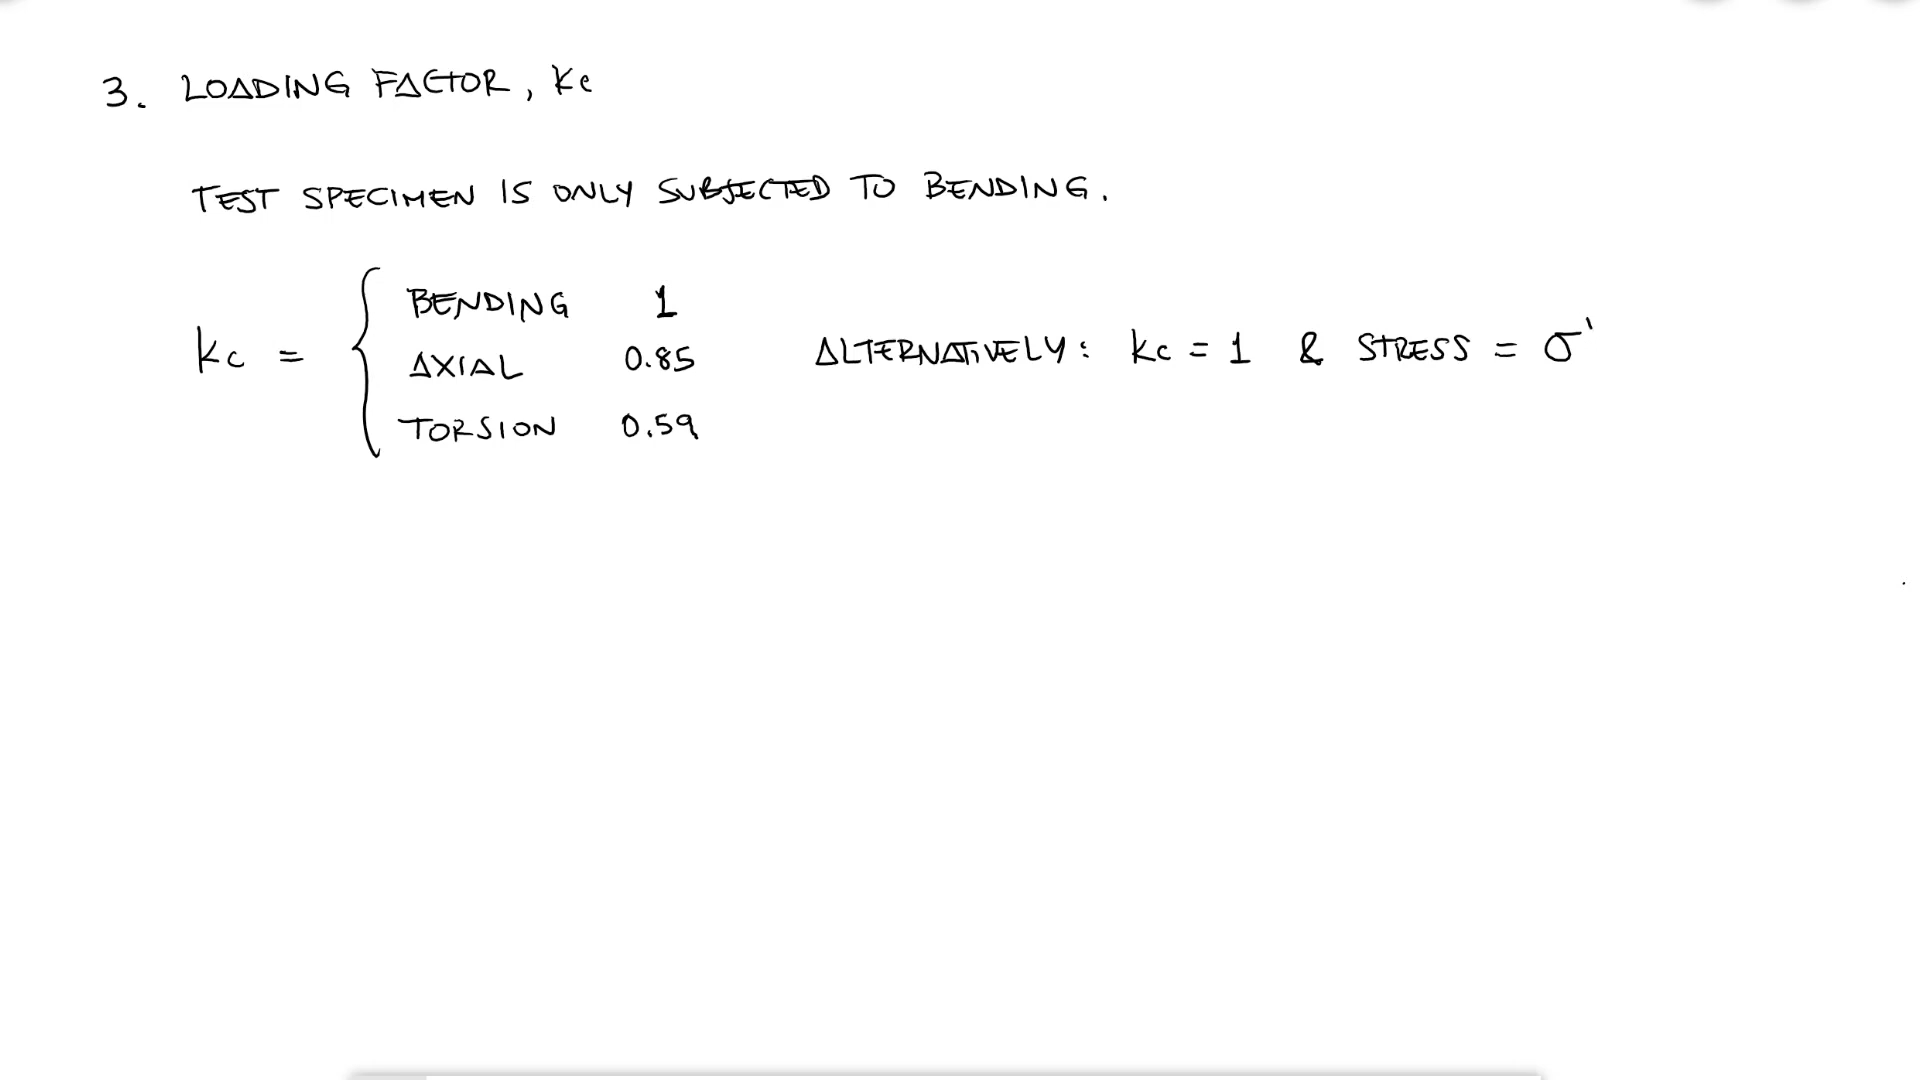 3. LOADING FACTOR, Kc
TEST SPECIMEN IS ONLY SUBJECTED TO BENDING.
kc = { BENDING 1
AXIAL 0.85
TORSION 0.59
ALTERNATIVELY: kc = 1 & STRESS = σ'